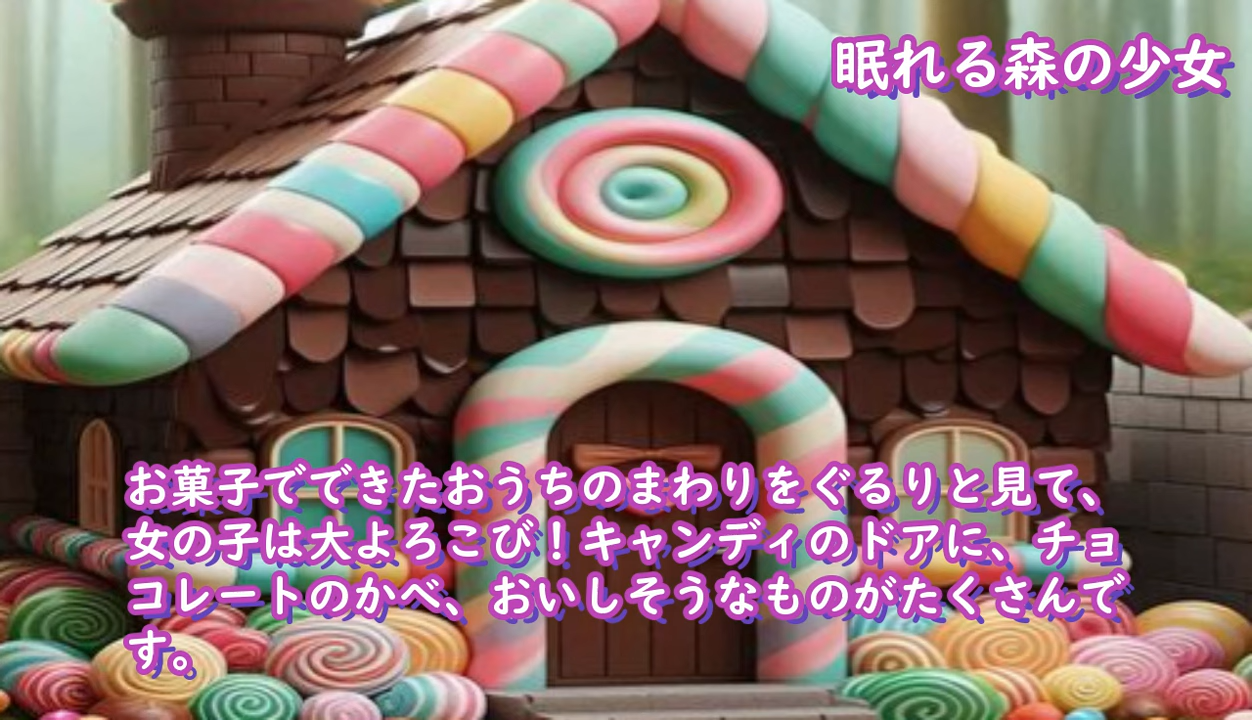 眠れる森の少女
お菓子でできたおうちのまわりをぐるりと見て、
女の子は大よろこび！キャンディのドアに、チョ
コレートのかべ、おいしそうなものがたくさんで
す。